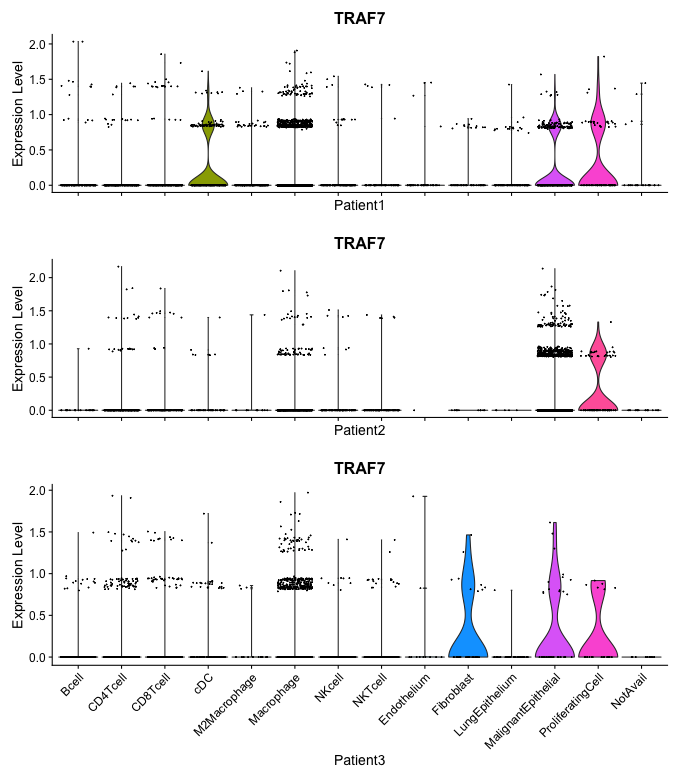 TRAF7
Expression Level
2.0
1.5
1.0
0.5
0.0
Patient1
TRAF7
Expression Level
2.0
1.5
1.0
0.5
0.0
Patient2
TRAF7
Expression Level
2.0
1.5
1.0
0.5
0.0
Bcell
CD4Tcell
CD8Tcell
cDC
M2Macrophage
Macrophage
NKcell
NKTcell
Endothelium
Fibroblast
LungEpithelium
MalignantEpithelial
ProliferatingCell
NotAvail
Patient3